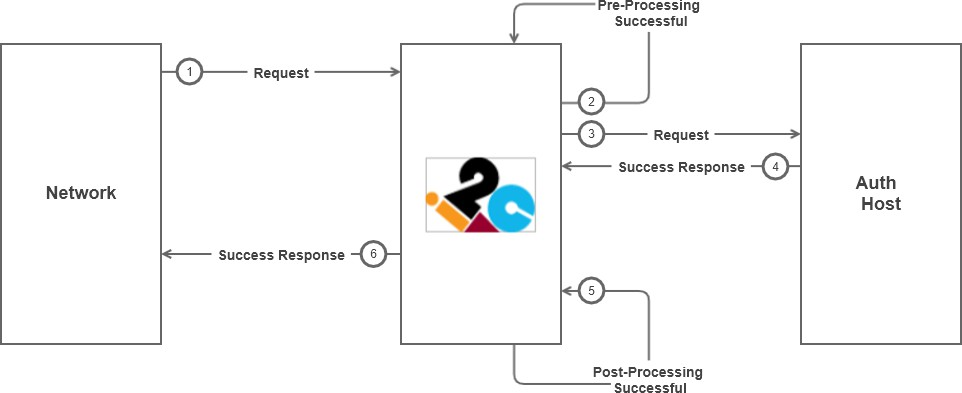 Pre-Processing
Successful
1
Request
2
3
Request
Success Response
4
Network
i2c
Auth
Host
Success Response
6
5
Post-Processing
Successful